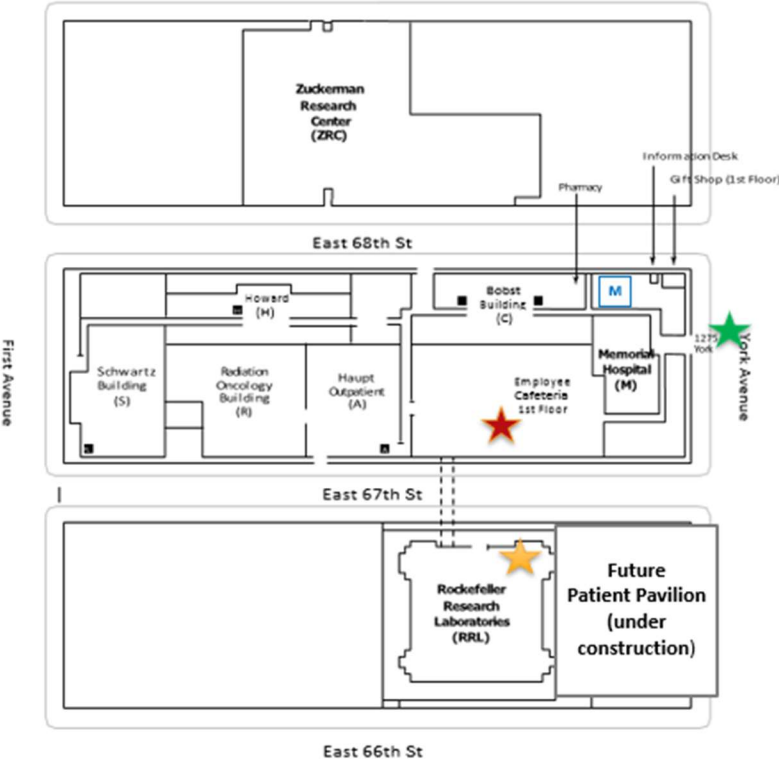 Zuckerman
Research
Center
(ZRC)
Information Desk
Gift Shop (1st Floor)
Pharmacy
East 68th St
Howard
(H)
Bobst
Building
(C)
M
1275
York
First Avenue
York Avenue
Schwartz
Building
(S)
Radiation
Oncology
Building
(R)
Haupt
Outpatient
(A)
Employee
Cafeteria
1st Floor
Memorial
Hospital
(M)
East 67th St
Rockefeller
Research
Laboratories
(RRL)
Future
Patient Pavilion
(under
construction)
East 66th St